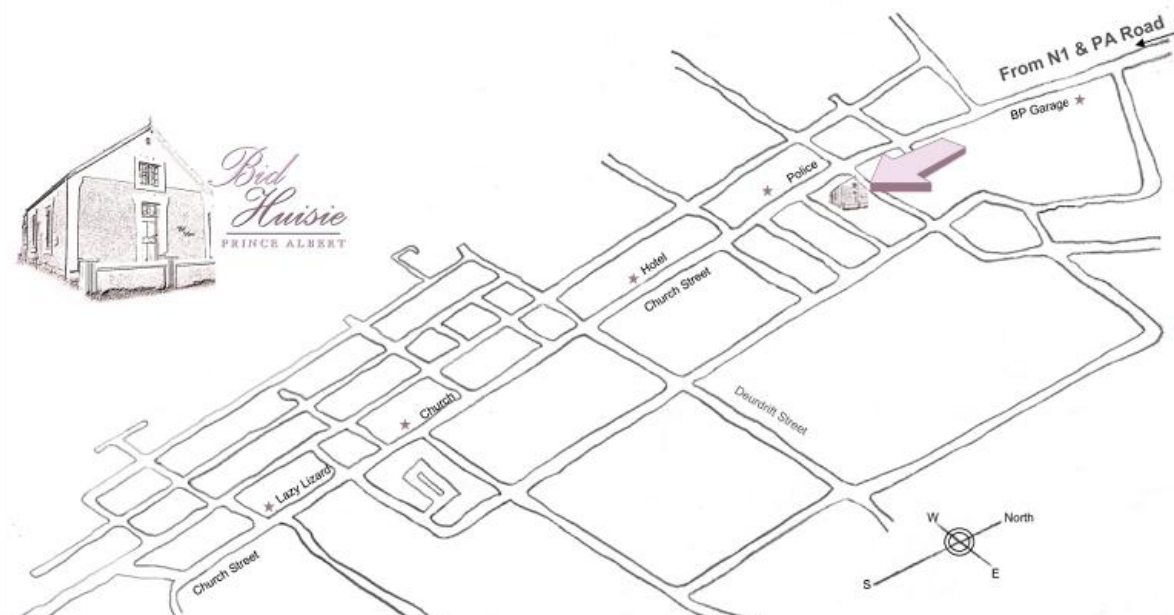 From N1 & PA Road
BP Garage
Bid
Huisie
PRINCE ALBERT
Police
Hotel
Church Street
Deurdrift Street
Church
Lazy Lizard
Church Street
W
North
S
E